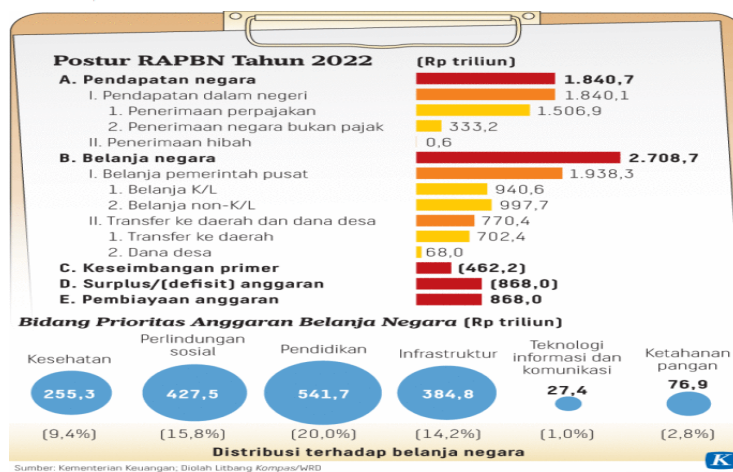 Postur RAPBN Tahun 2022 (Rp triliun)
A. Pendapatan negara 1.840,7
I. Pendapatan dalam negeri 1.840,1
1. Penerimaan perpajakan 1.506,9
2. Penerimaan negara bukan pajak 333,2
II. Penerimaan hibah 0,6
B. Belanja negara 2.708,7
I. Belanja pemerintah pusat 1.938,3
1. Belanja K/L 940,6
2. Belanja non-K/L 997,7
II. Transfer ke daerah dan dana desa 770,4
1. Transfer ke daerah 702,4
2. Dana desa 68,0
C. Keseimbangan primer (462,2)
D. Surplus/(defisit) anggaran (868,0)
E. Pembiayaan anggaran 868,0
Bidang Prioritas Anggaran Belanja Negara (Rp triliun)
Kesehatan
255,3
(9,4%)
Perlindungan
sosial
427,5
(15,8%)
Pendidikan
541,7
(20,0%)
Infrastruktur
384,8
(14,2%)
Teknologi
informasi dan
komunikasi
27,4
(1,0%)
Ketahanan
pangan
76,9
(2,8%)
Distribusi terhadap belanja negara
Sumber: Kementerian Keuangan; Diolah Litbang Kompas/WRD
K